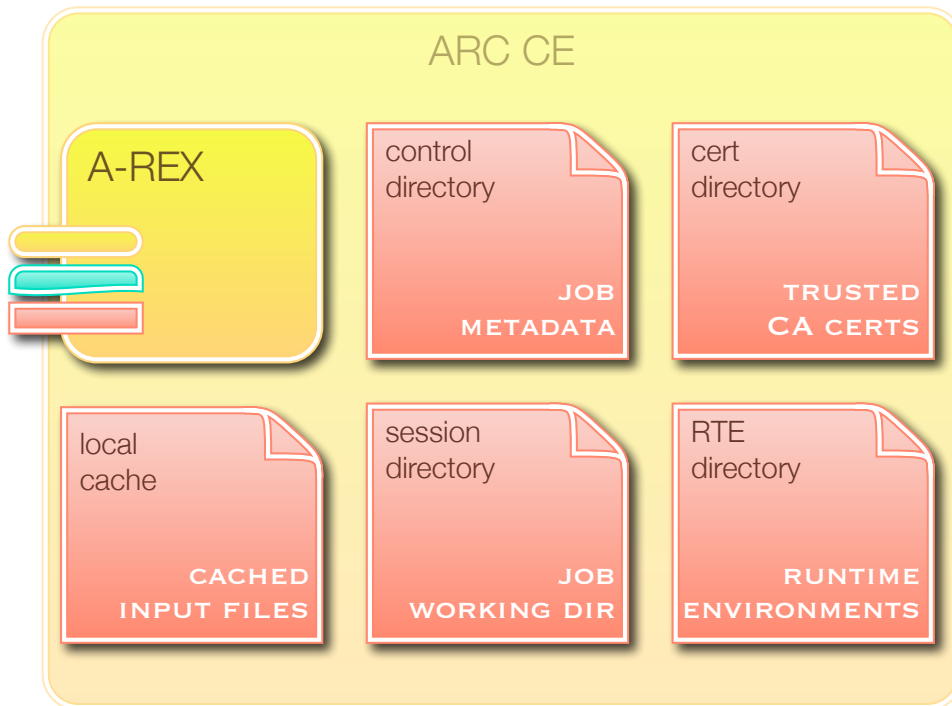 ARC CE
A-REX
control
directory
JOB
METADATA
cert
directory
TRUSTED
CA CERTS
local
cache
CACHED
INPUT FILES
session
directory
JOB
WORKING DIR
RTE
directory
RUNTIME
ENVIRONMENTS